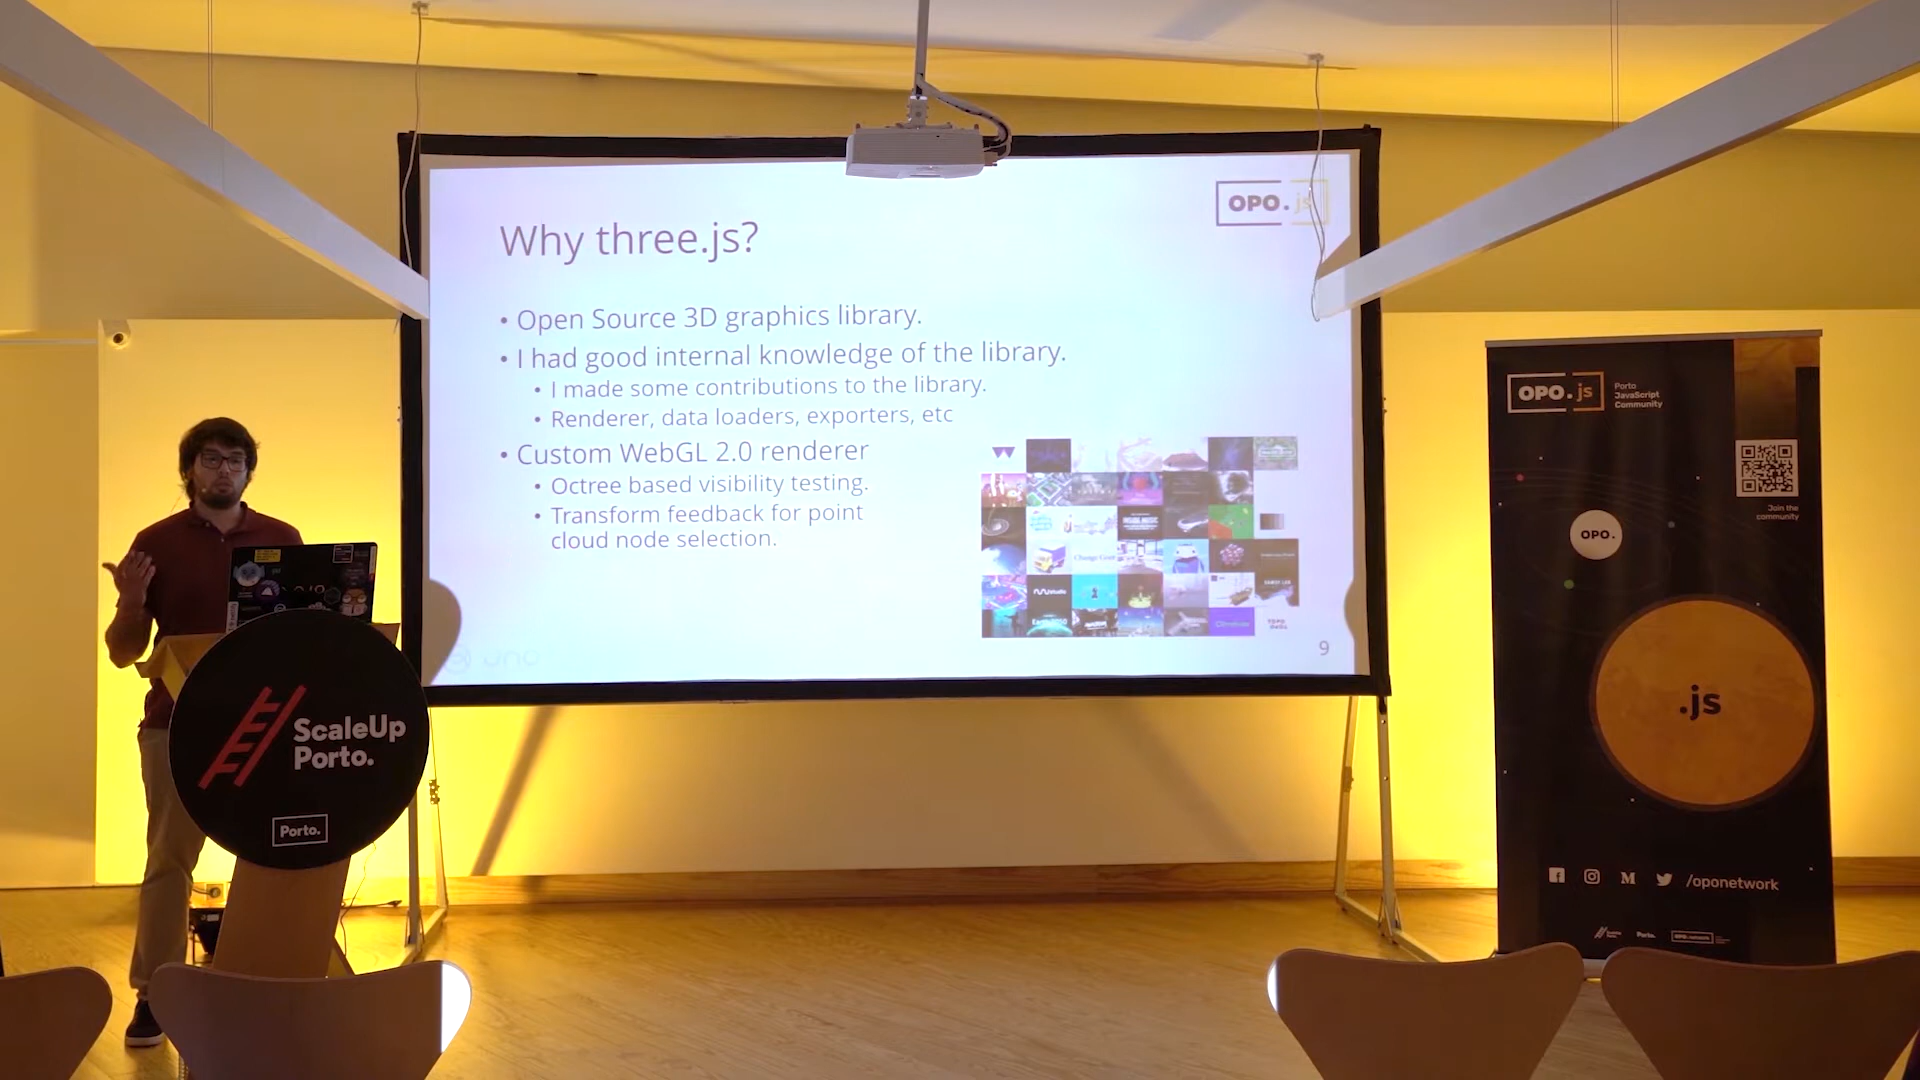 OPO.js
Why three.js?
• Open Source 3D graphics library.
• I had good internal knowledge of the library.
• I made some contributions to the library.
• Renderer, data loaders, exporters, etc
• Custom WebGL 2.0 renderer
• Octree based visibility testing.
• Transform feedback for point
cloud node selection.
9
ScaleUp
Porto.
Porto.
OPO.js
Porto
JavaScript
Community
Join the
community
OPO.
.js
/oponetwork
Porto.